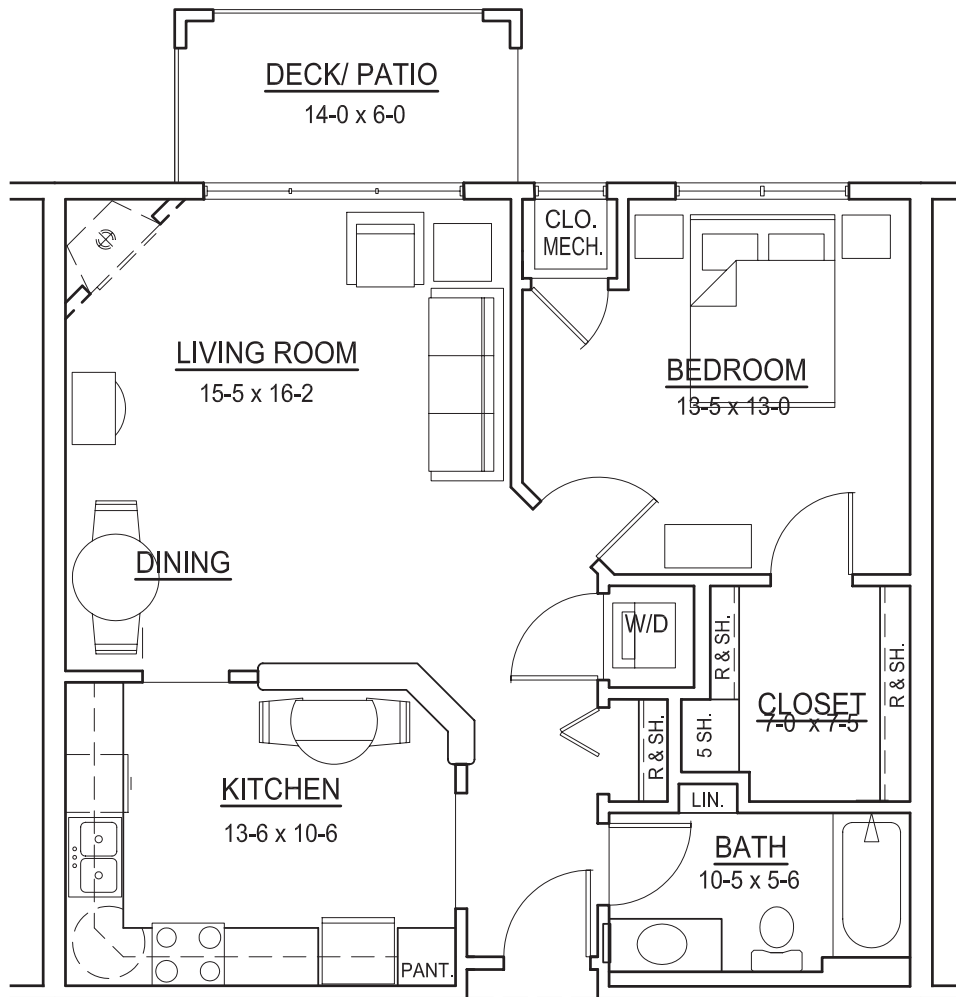 DECK/ PATIO
14-0 x 6-0
CLO.
MECH.
LIVING ROOM
15-5 x 16-2
BEDROOM
13-5 x 13-0
DINING
W/D
R & SH.
R & SH.
CLOSET
7-0 x 7-5
5 SH.
R & SH.
LIN.
KITCHEN
13-6 x 10-6
BATH
10-5 x 5-6
PANT.